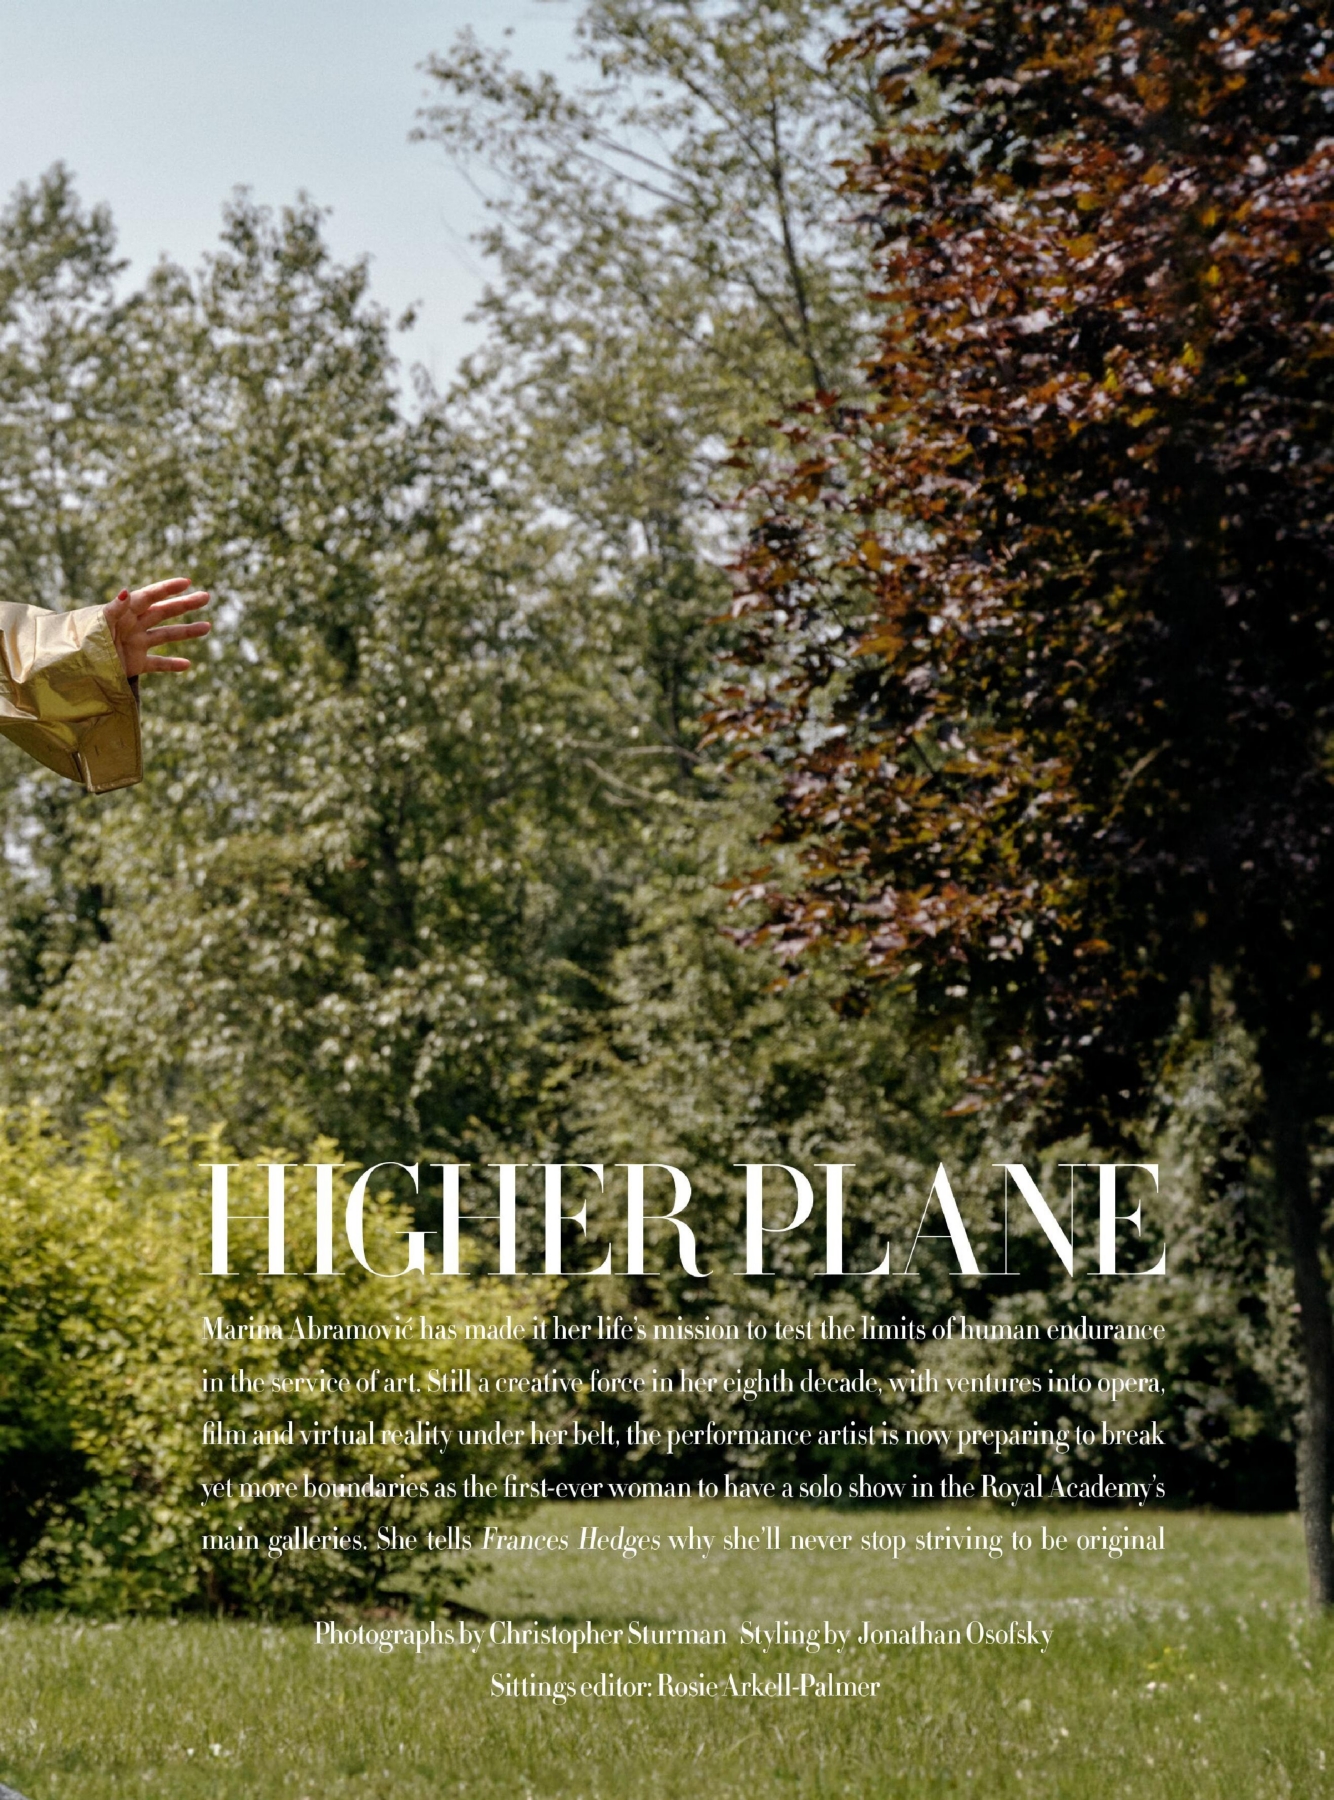 HIGHER PLANE
Marina Abramović has made it her life’s mission to test the limits of human endurance
in the service of art. Still a creative force in her eighth decade, with ventures into opera,
film and virtual reality under her belt, the performance artist is now preparing to break
yet more boundaries as the first-ever woman to have a solo show in the Royal Academy’s
main galleries. She tells Frances Hedges why she’ll never stop striving to be original
Photographs by Christopher Sturman Styling by Jonathan Osofsky
Sittings editor: Rosie Arkell-Palmer